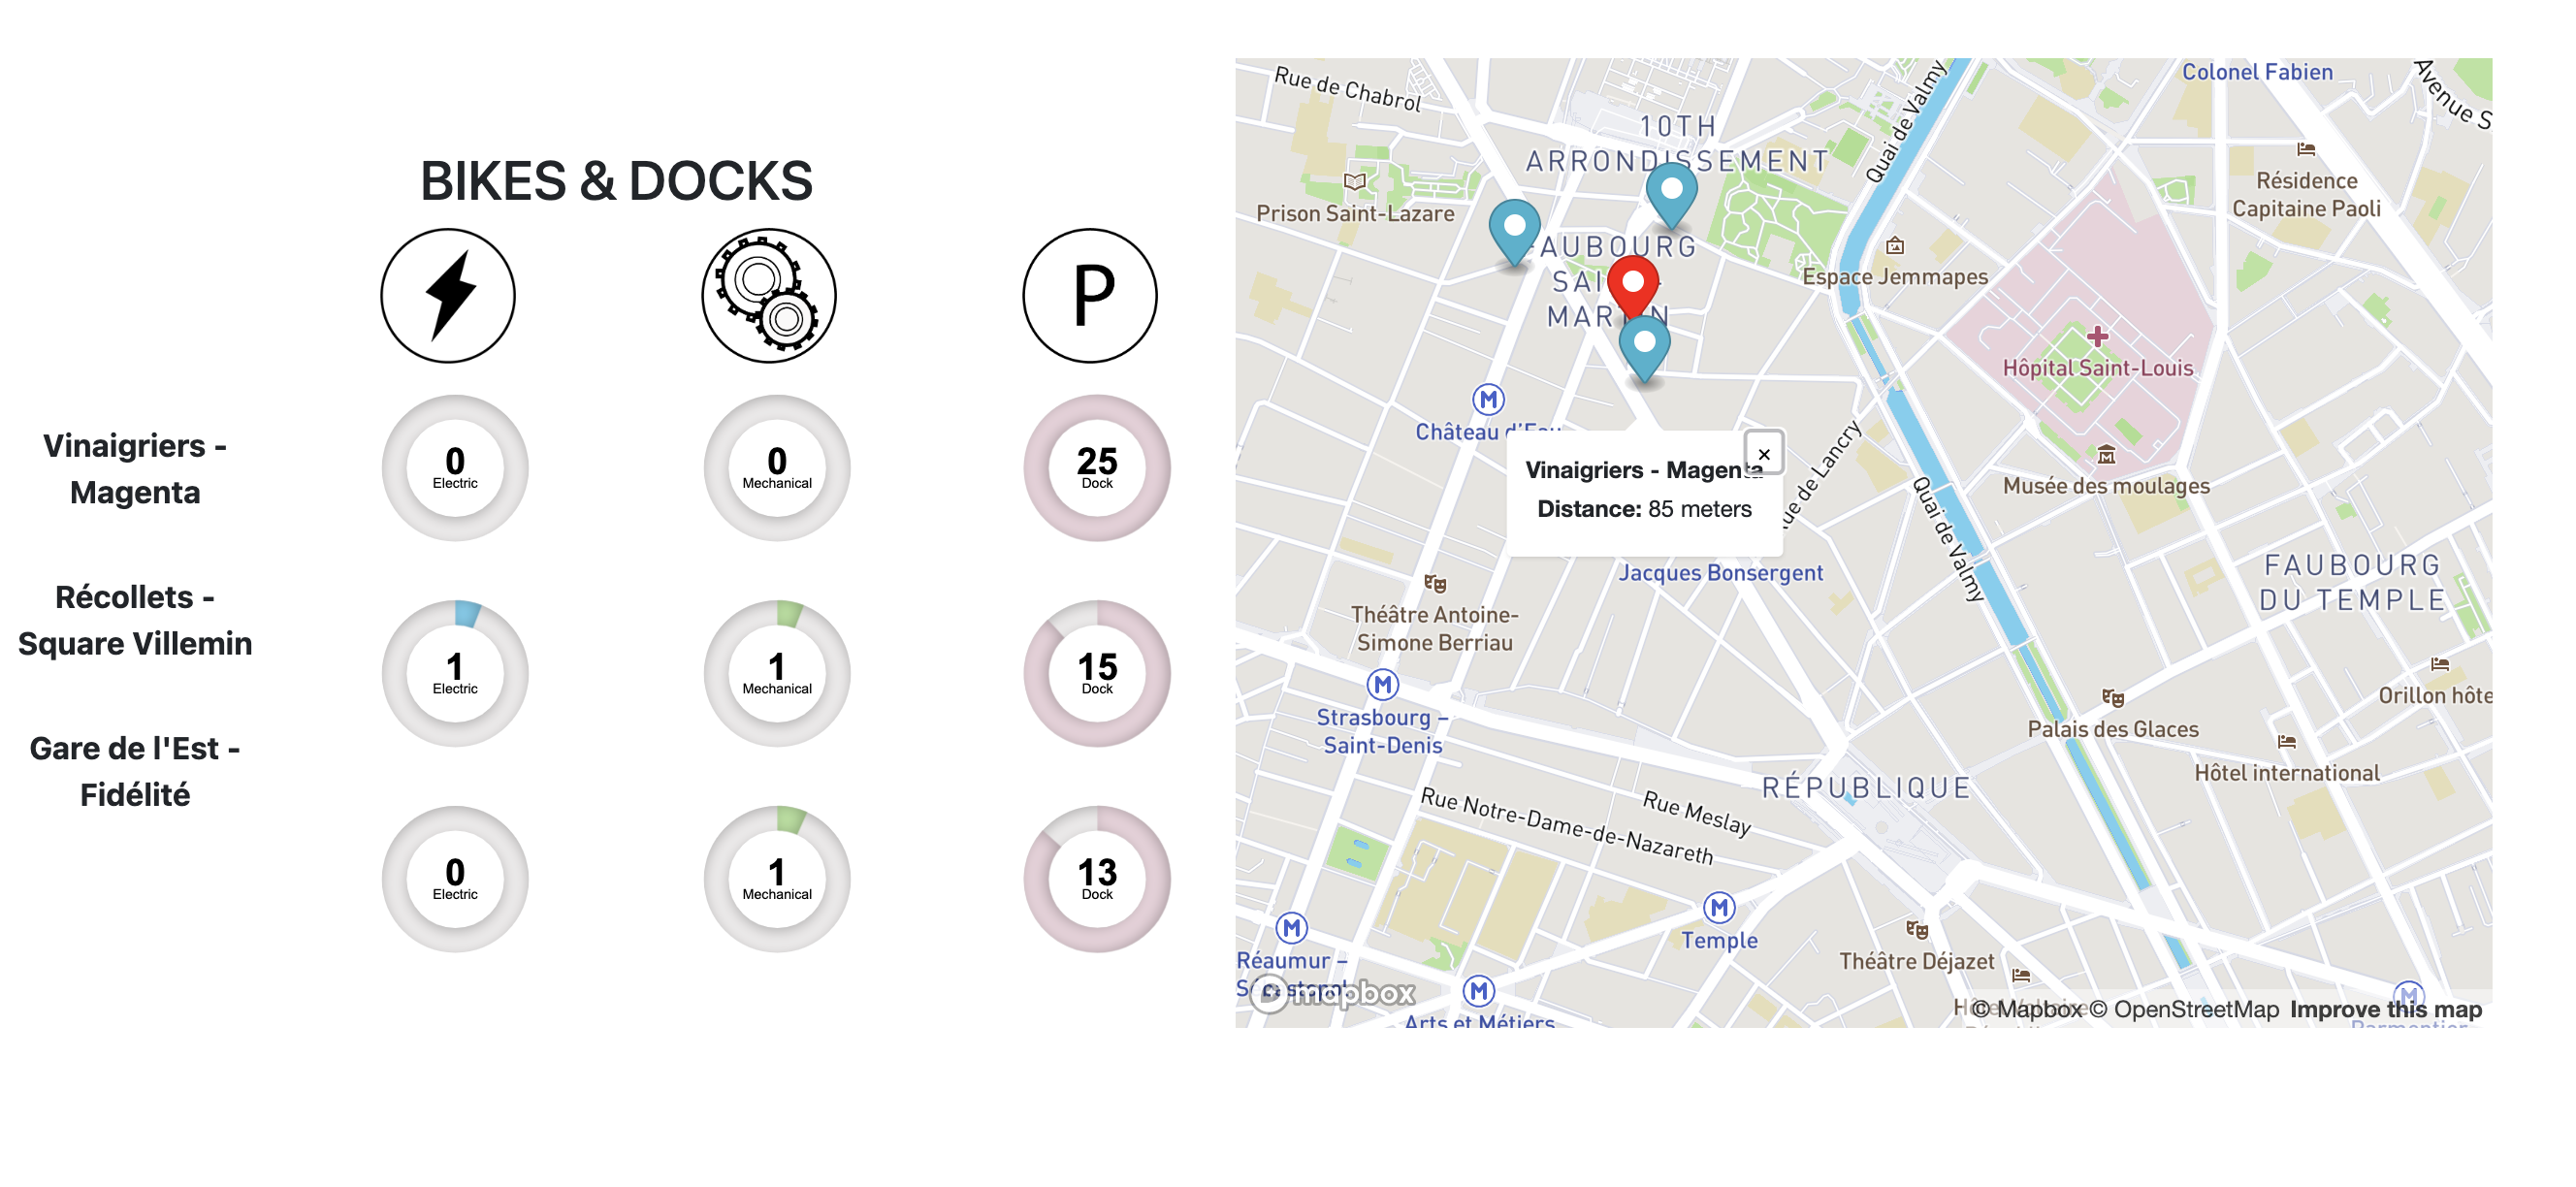 BIKES & DOCKS
P
Vinaigriers -
Magenta
0
Electric
0
Mechanical
25
Dock
Récollets -
Square Villemin
1
Electric
1
Mechanical
15
Dock
Gare de l'Est -
Fidélité
0
Electric
1
Mechanical
13
Dock
Rue de Chabrol
Quai de Valmy
Colonel Fabien
Avenue S
10TH
ARRONDISSEMENT
Prison Saint-Lazare
Résidence
Capitaine Paoli
AUBOURG
SAI
MAR N
Espace Jemmapes
Hôpital Saint-Louis
M
Château d'Eau
Vinaigriers - Magenta
×
Distance: 85 meters
ue de Lancry
Musée des moulages
Quai de Valmy
Jacques Bonsergent
FAUBOURG
DU TEMPLE
Théâtre Antoine-
Simone Berriau
M
Strasbourg –
Saint-Denis
Orillon hôte
Palais des Glaces
Hôtel international
RÉPUBLIQUE
Rue Meslay
Rue Notre-Dame-de-Nazareth
M
Temple
Théâtre Déjazet
M
Réaumur –
mapbox
M
Arts et Métiers
M
© Mapbox © OpenStreetMap Improve this map